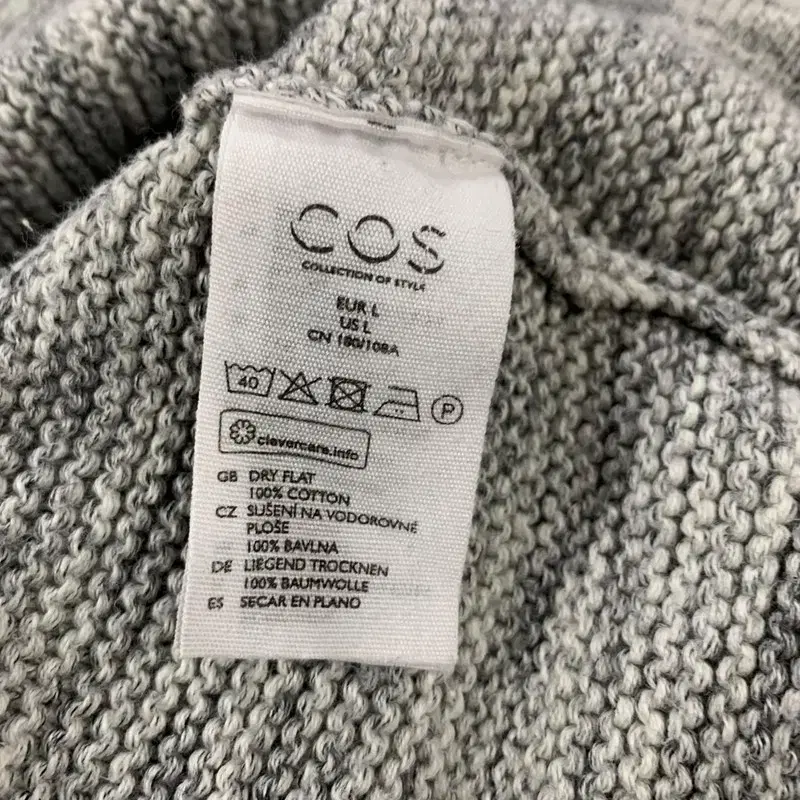 COS
COLLECTION OF STYLE
EUR L
US L
CN 180/108A
40 P
clevercare.info
GB DRY FLAT
100% COTTON
CZ SUŠENÍ NA VODOROVNÉ
PLOŠE
100% BAVLNA
DE LIEGEND TROCKNEN
100% BAUMWOLLE
ES SECAR EN PLANO